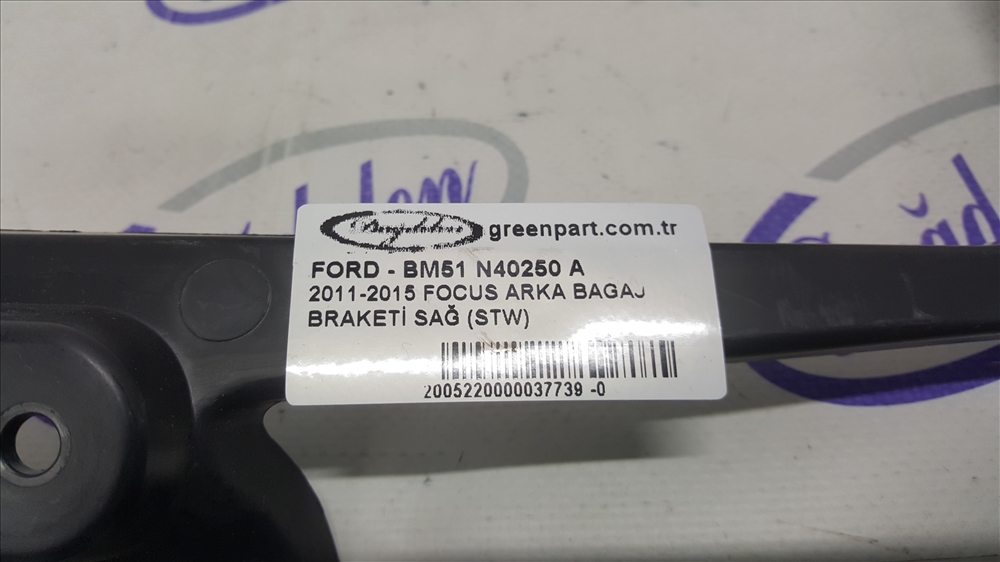 greenpart.com.tr
FORD - BM51 N40250 A
2011-2015 FOCUS ARKA BAGAJ
BRAKETİ SAĞ (STW)
2005220000037739 -0